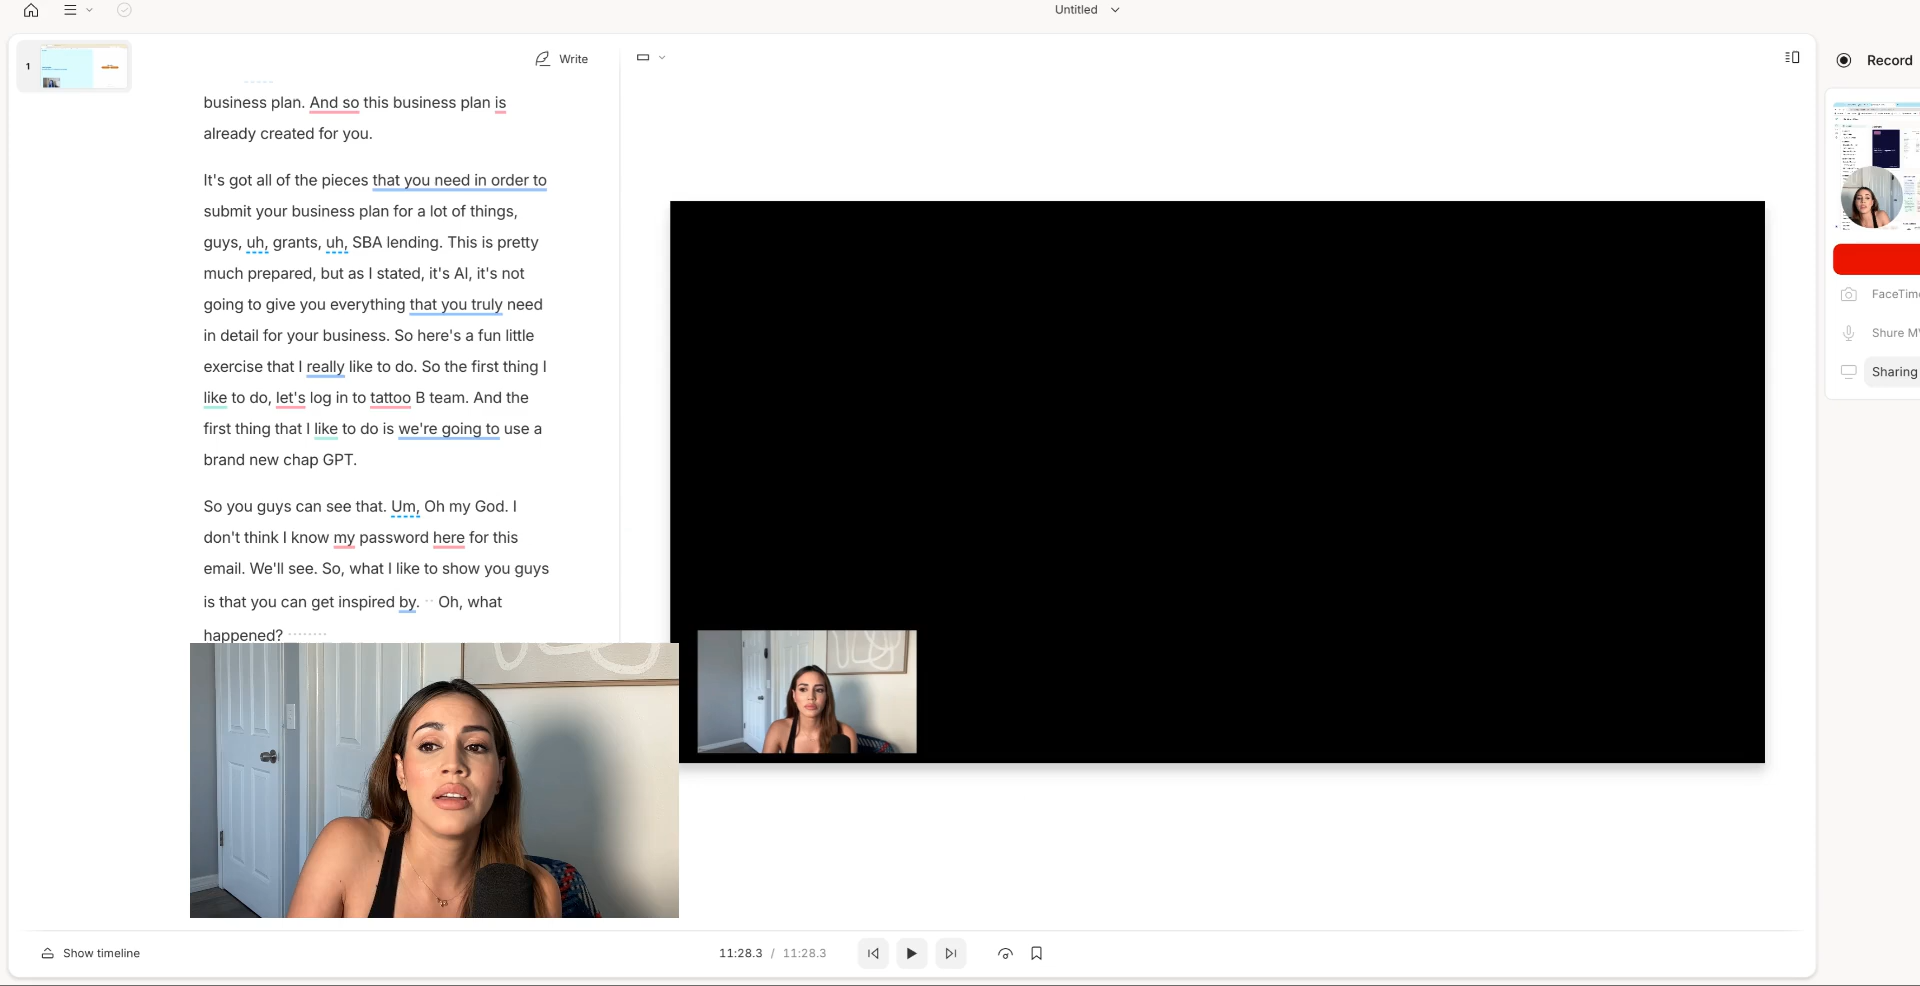 Untitled
1
Write
Record
business plan. And so this business plan is
already created for you.
It's got all of the pieces that you need in order to
submit your business plan for a lot of things,
guys, uh, grants, uh, SBA lending. This is pretty
much prepared, but as I stated, it's AI, it's not
going to give you everything that you truly need
in detail for your business. So here's a fun little
exercise that I really like to do. So the first thing I
like to do, let's log in to tattoo B team. And the
first thing that I like to do is we're going to use a
brand new chap GPT.
So you guys can see that. Um, Oh my God. I
don't think I know my password here for this
email. We'll see. So, what I like to show you guys
is that you can get inspired by. Oh, what
happened?
FaceTim
Shure M
Sharing
Show timeline
11:28.3 / 11:28.3